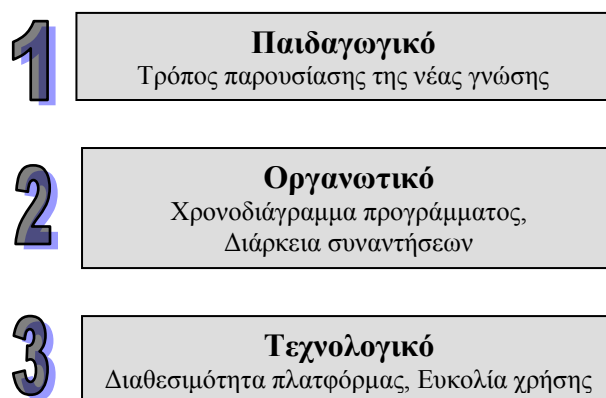 1
Παιδαγωγικό
Τρόπος παρουσίασης της νέας γνώσης
2
Οργανωτικό
Χρονοδιάγραμμα προγράμματος,
Διάρκεια συναντήσεων
3
Τεχνολογικό
Διαθεσιμότητα πλατφόρμας, Ευκολία χρήσης